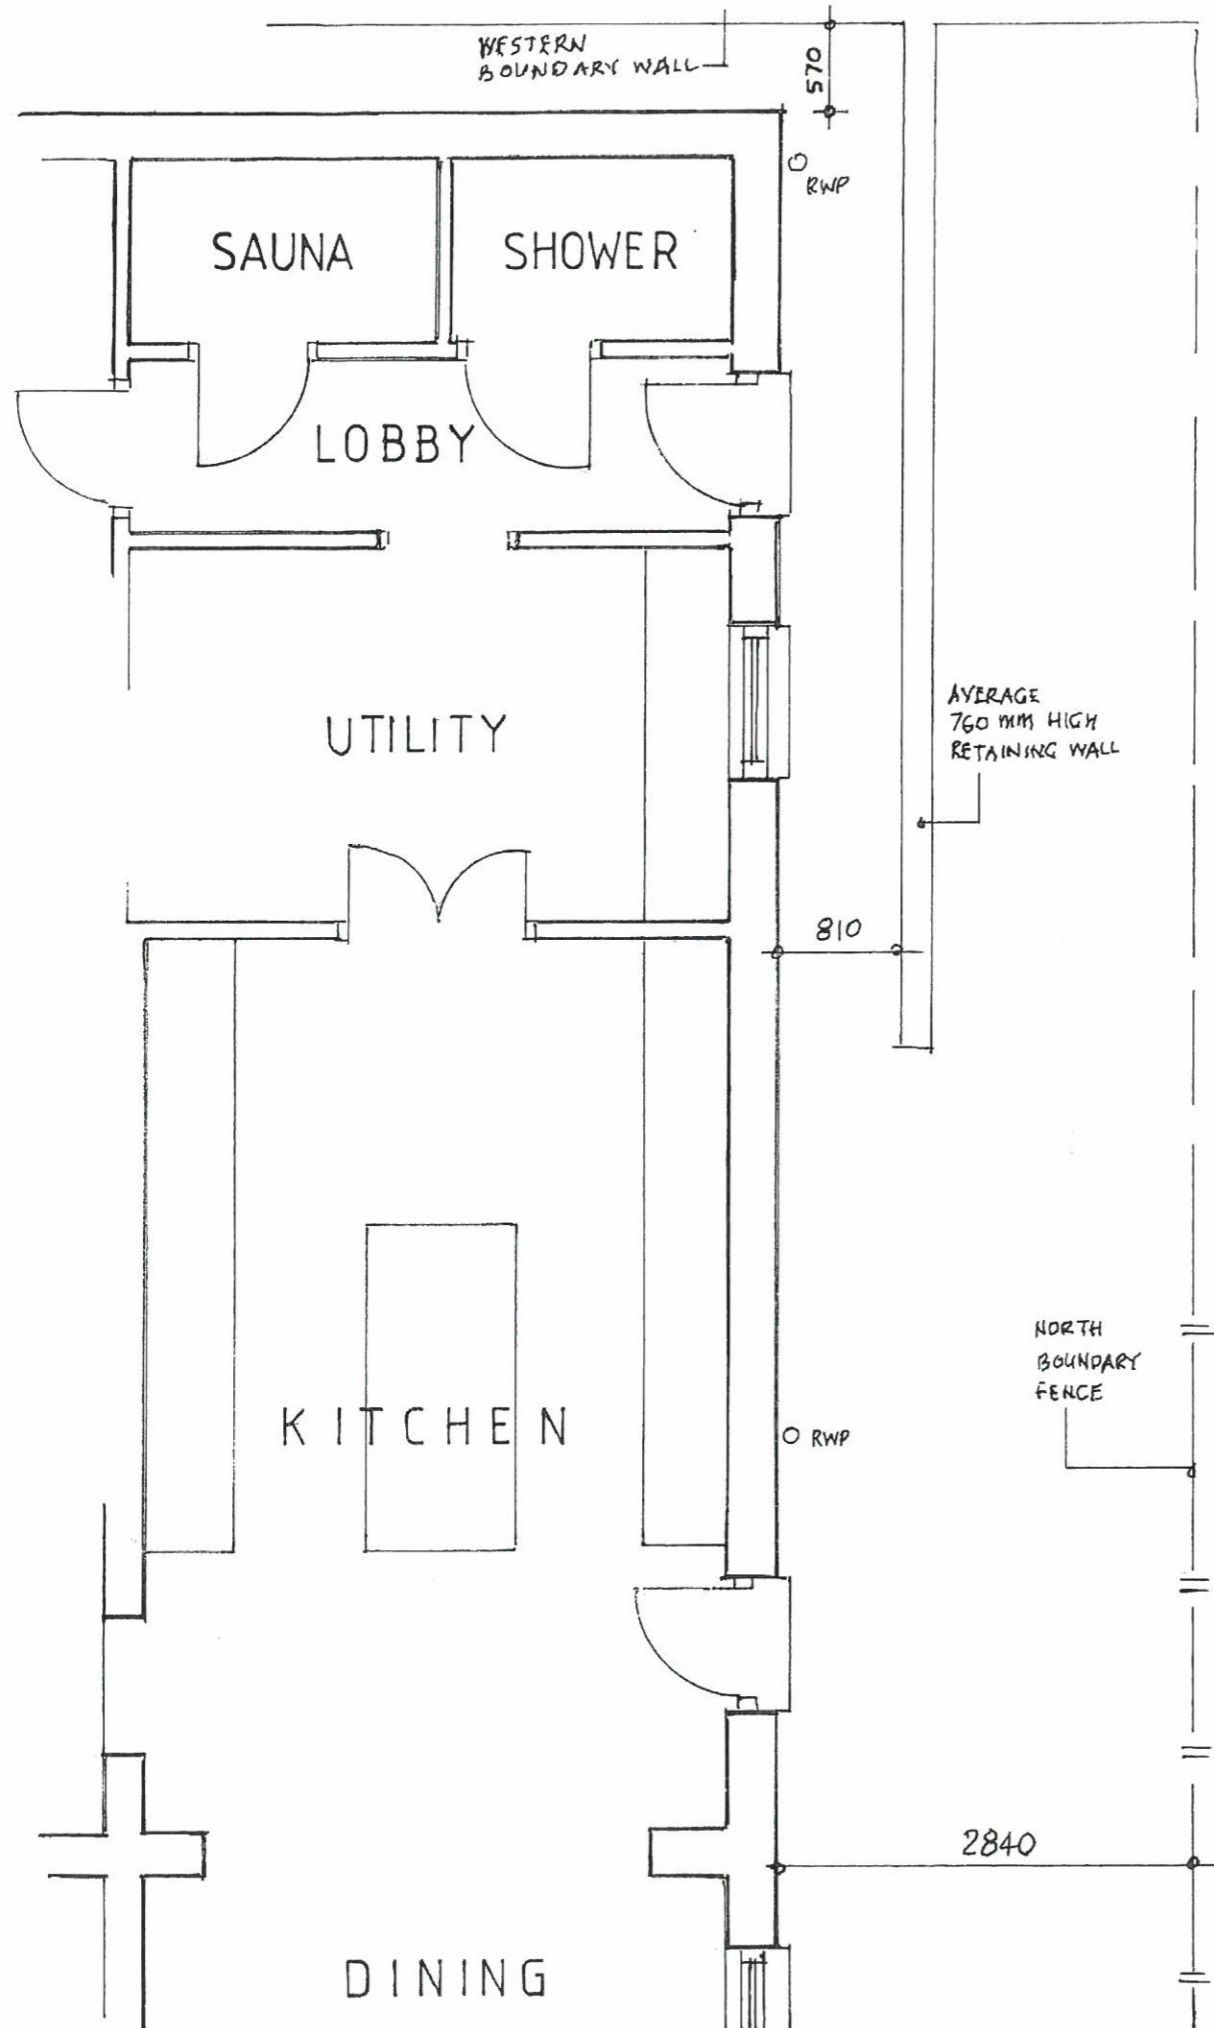 WESTERN
BOUNDARY WALL
570
RWP
SAUNA
SHOWER
LOBBY
AVERAGE
760 MM HIGH
RETAINING WALL
UTILITY
810
NORTH
BOUNDARY
FENCE
KITCHEN
RWP
2840
DINING